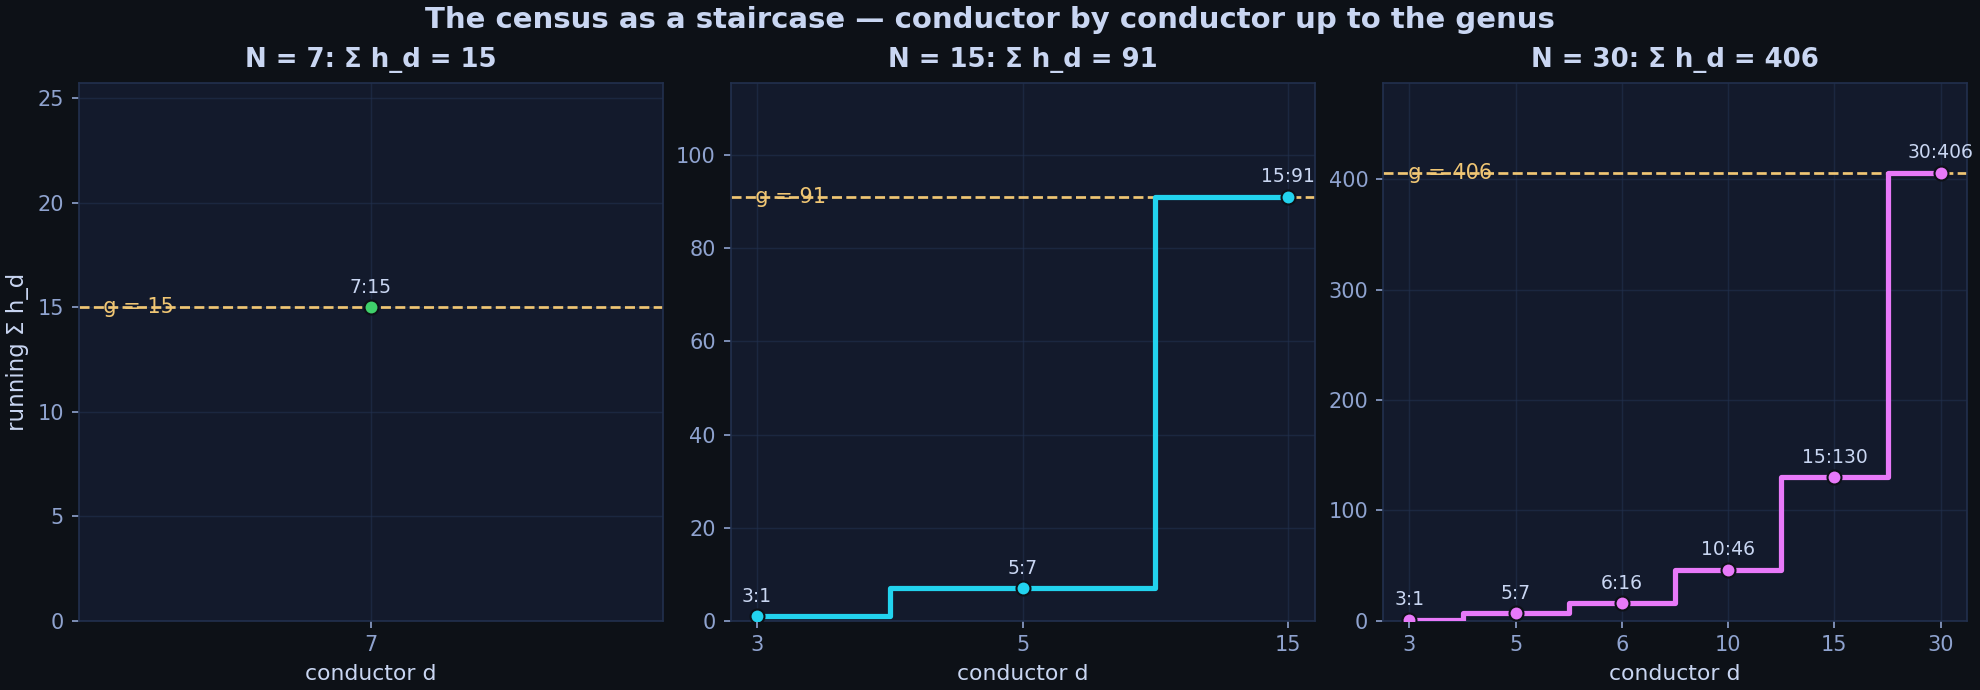 The census as a staircase — conductor by conductor up to the genus
N = 7: Σ h_d = 15
running Σ h_d
25
20
15
10
5
0
g = 15
7:15
7
conductor d
N = 15: Σ h_d = 91
100
80
60
40
20
0
g = 91
15:91
5:7
3:1
3 5 15
conductor d
N = 30: Σ h_d = 406
400
300
200
100
0
g = 406
30:406
15:130
10:46
6:16
5:7
3:1
3 5 6 10 15 30
conductor d